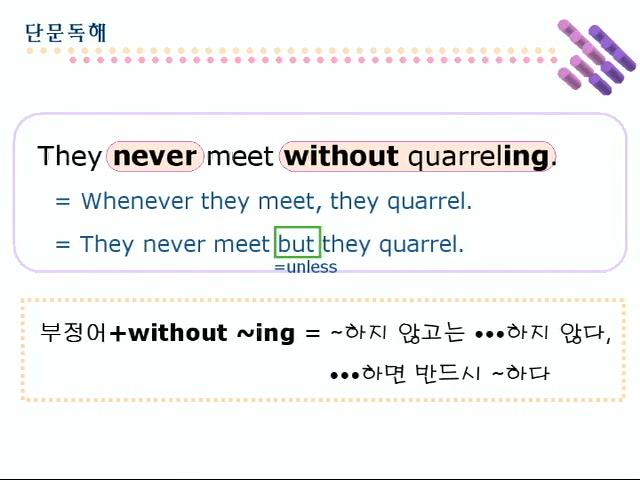 단문독해
They never meet without quarreling.
= Whenever they meet, they quarrel.
= They never meet but they quarrel.
=unless
부정어+without ~ing = ~하지 않고는 •••하지 않다,
•••하면 반드시 ~하다